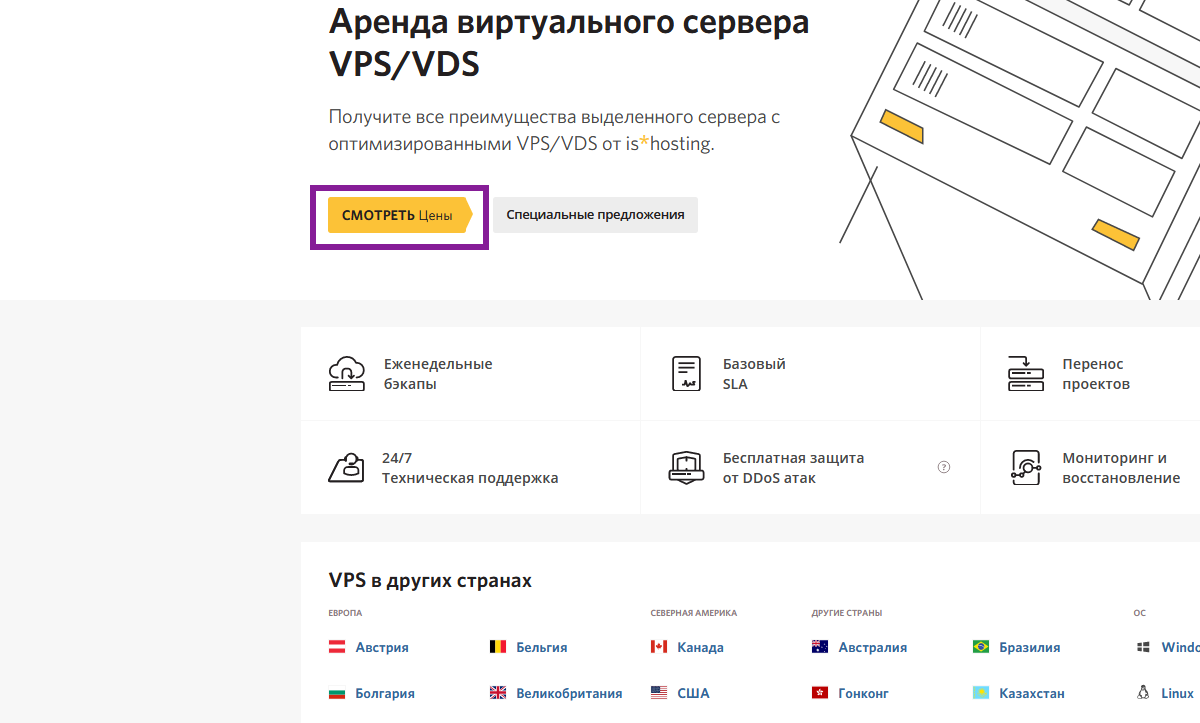 Аренда виртуального сервера
VPS/VDS
Получите все преимущества выделенного сервера с
оптимизированными VPS/VDS от is*hosting.
СМОТРЕТЬ Цены
Специальные предложения
Еженедельные
бэкапы
Базовый
SLA
Перенос
проектов
24/7
Техническая поддержка
Бесплатная защита
от DDoS атак
?
Мониторинг и
восстановление
VPS в других странах
ЕВРОПА
СЕВЕРНАЯ АМЕРИКА
ДРУГИЕ СТРАНЫ
ОС
Австрия
Бельгия
Канада
Австралия
Бразилия
Windo
Болгария
Великобритания
США
Гонконг
Казахстан
Linux